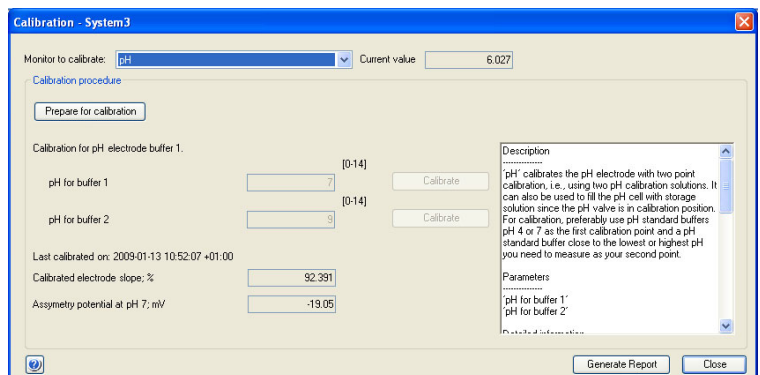 Calibration - System3
Monitor to calibrate: pH Current value 6.027
Calibration procedure
Prepare for calibration
Calibration for pH electrode buffer 1.
[0-14]
pH for buffer 1 7 Calibrate
[0-14]
pH for buffer 2 9 Calibrate
Last calibrated on: 2009-01-13 10:52:07 +01:00
Calibrated electrode slope; % 92.391
Assymetry potential at pH 7; mV -19.05
Description
---------------
'pH' calibrates the pH electrode with two point
calibration, i.e., using two pH calibration solutions. It
can also be used to fill the pH cell with storage
solution since the pH valve is in calibration position.
For calibration, preferably use pH standard buffers
pH 4 or 7 as the first calibration point and a pH
standard buffer close to the lowest or highest pH
you need to measure as your second point.
Parameters
---------------
'pH for buffer 1'
'pH for buffer 2'
Detailed information
Generate Report Close